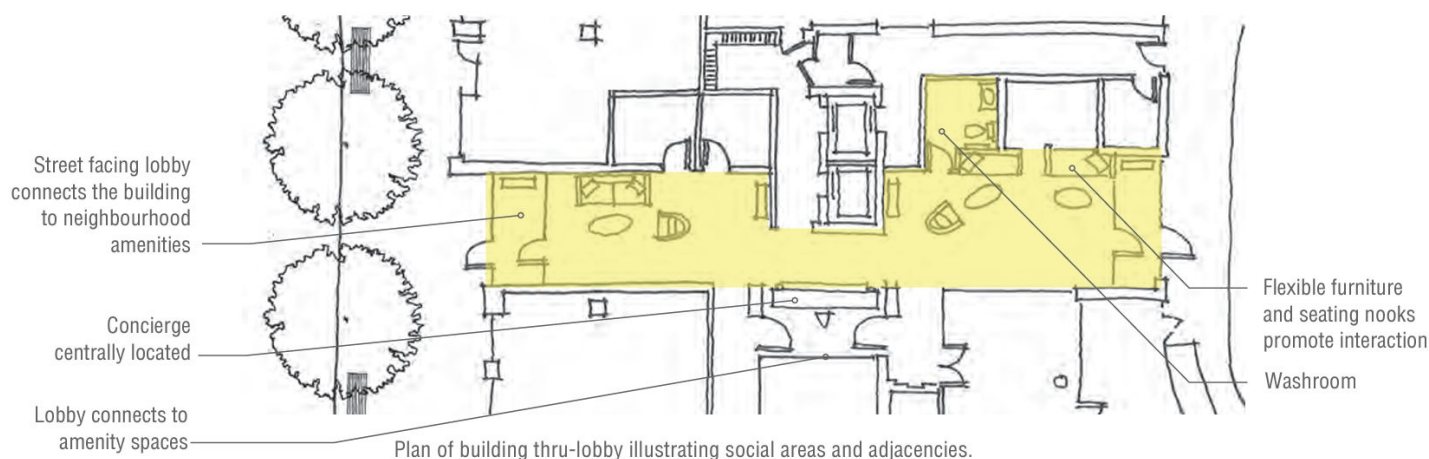 Street facing lobby
connects the building
to neighbourhood
amenities
Concierge
centrally located
Lobby connects to
amenity spaces
Flexible furniture
and seating nooks
promote interaction
Washroom
Plan of building thru-lobby illustrating social areas and adjacencies.